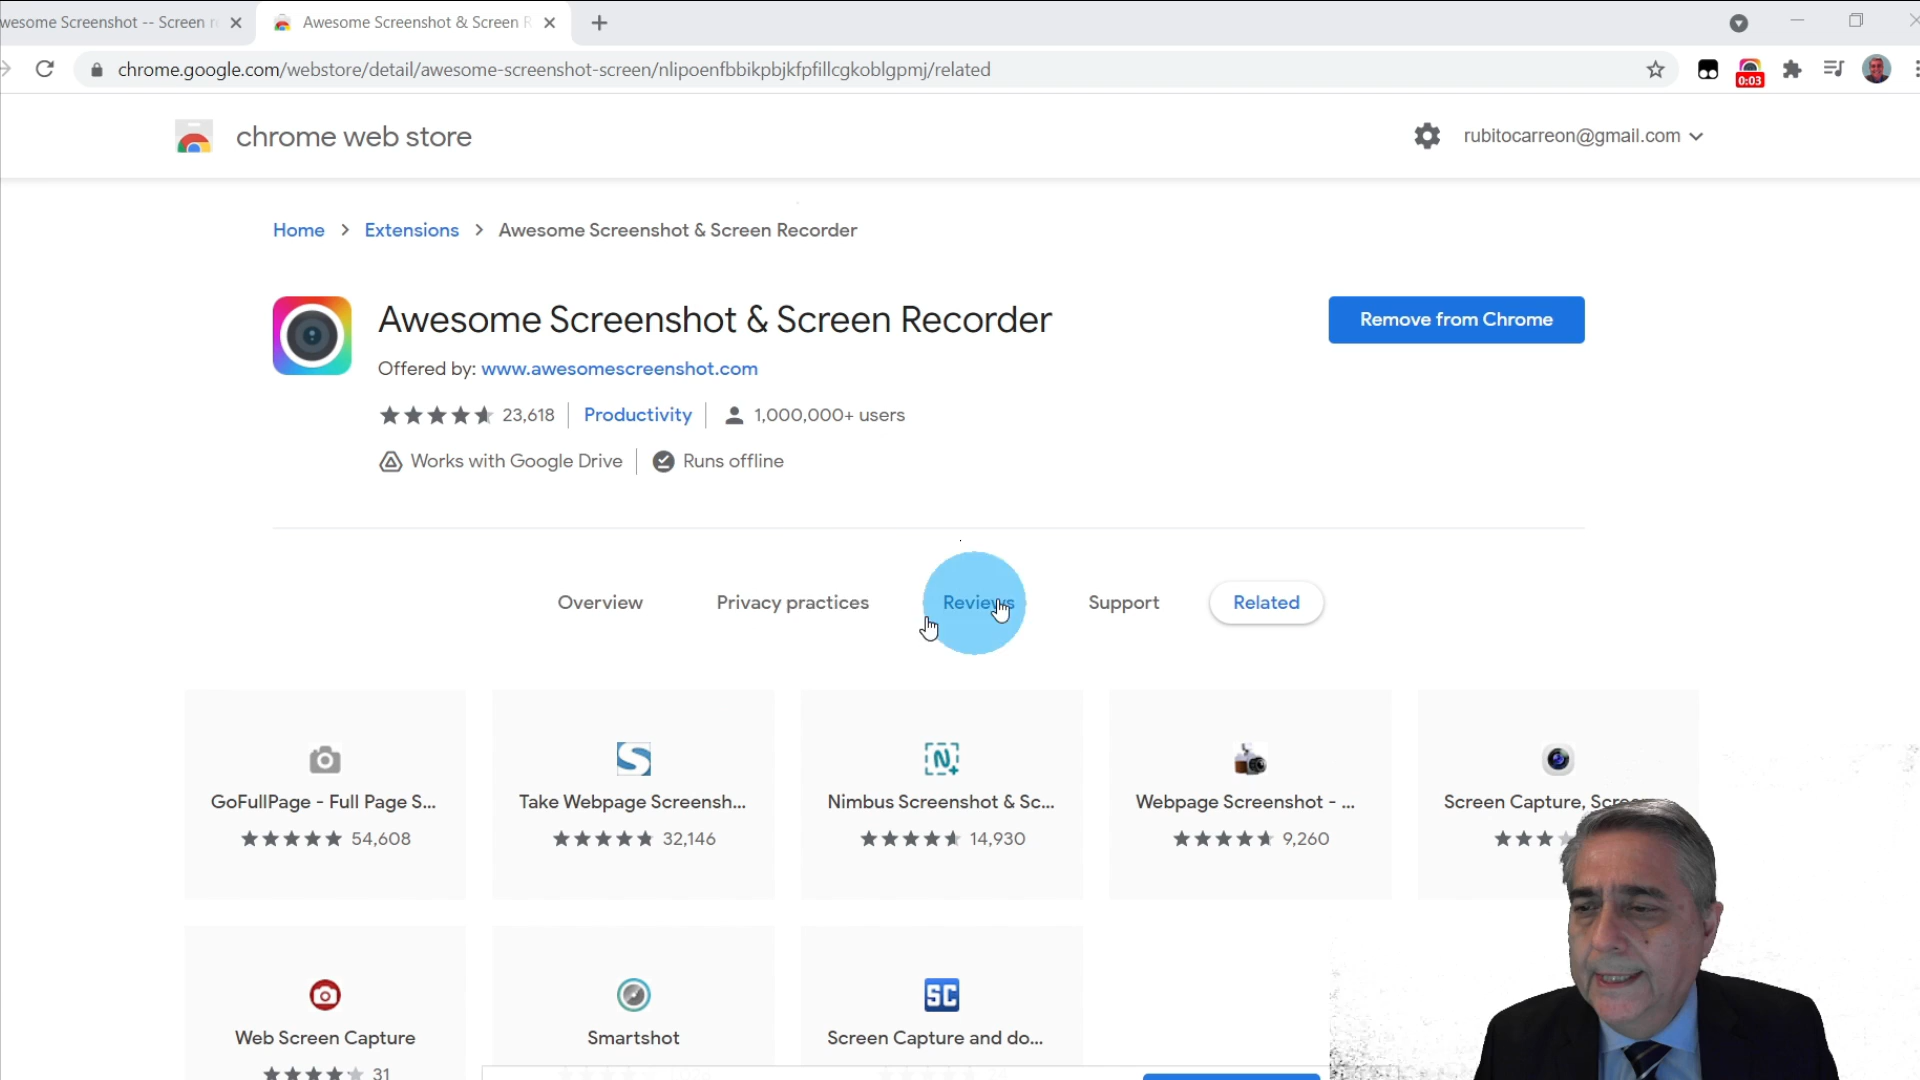 wesome Screenshot -- Screen r
Awesome Screenshot & Screen R
chrome.google.com/webstore/detail/awesome-screenshot-screen/nlipoenfbbikpbjkfpfillcgkoblgpmj/related
0:03
chrome web store
rubitocarreon@gmail.com
Home > Extensions > Awesome Screenshot & Screen Recorder
Awesome Screenshot & Screen Recorder
Remove from Chrome
Offered by: www.awesomescreenshot.com
23,618
Productivity
1,000,000+ users
Works with Google Drive
Runs offline
Overview
Privacy practices
Reviews
Support
Related
GoFullPage - Full Page S...
54,608
Take Webpage Screensh...
32,146
Nimbus Screenshot & Sc...
14,930
Webpage Screenshot - ...
9,260
Screen Capture,
Web Screen Capture
31
Smartshot
SC
Screen Capture and do...